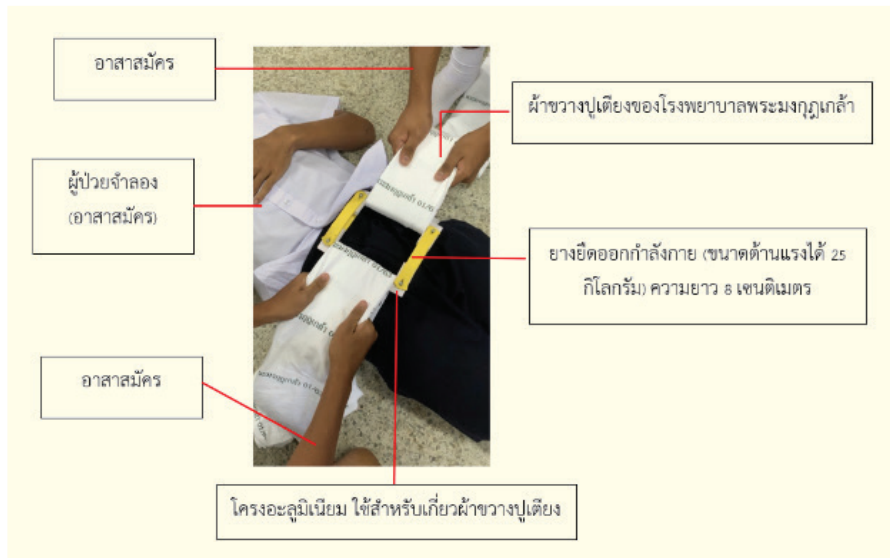 อาสาสมัคร
ผ้าขวางปูเตียงของโรงพยาบาลพระมงกุฎเกล้า
ผู้ป่วยจำลอง
(อาสาสมัคร)
ยางยืดออกกำลังกาย (ขนาดต้านแรงได้ 25
กิโลกรัม) ความยาว 8 เซนติเมตร
อาสาสมัคร
โครงอะลูมิเนียม ใช้สำหรับเกี่ยวผ้าขวางปูเตียง